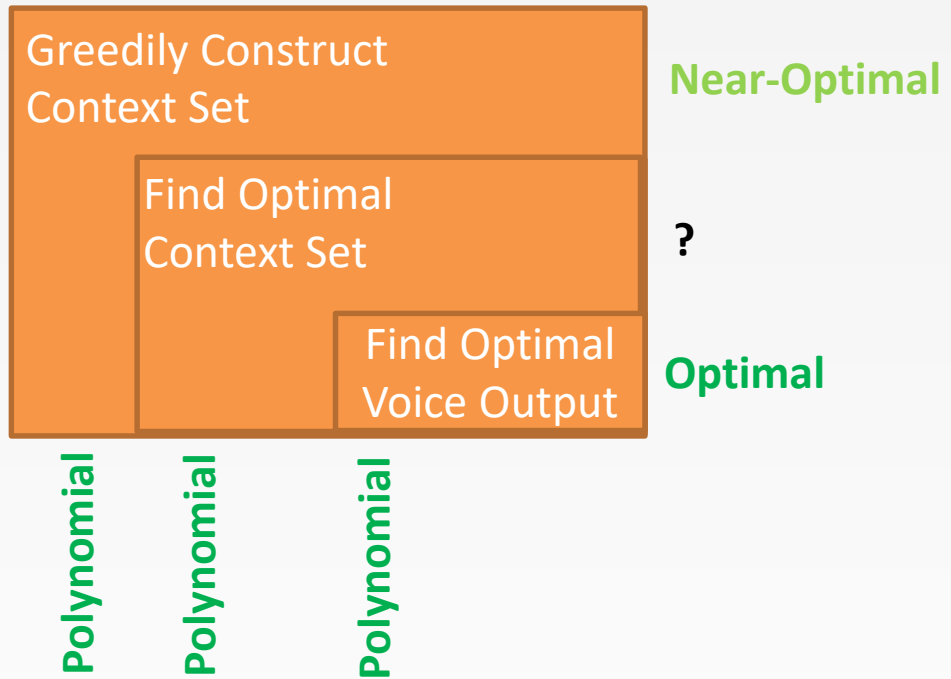 Greedily Construct
Context Set
Near-Optimal
Find Optimal
Context Set
?
Find Optimal
Voice Output
Optimal
Polynomial
Polynomial
Polynomial